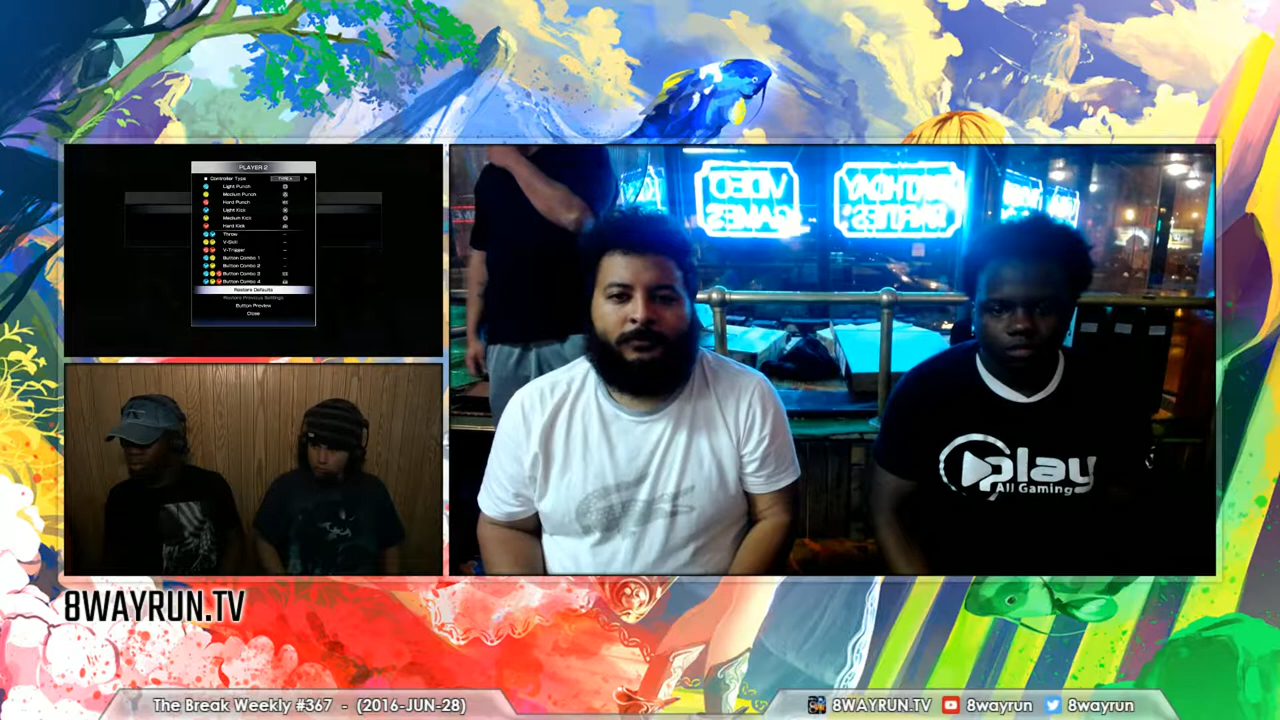 PLAYER 2
Controller Type TYPE A
Light Punch
Medium Punch
Hard Punch
Light Kick
Medium Kick
Hard Kick
Throw
V-Skill
V-Trigger
Button Combo 1
Button Combo 2
Button Combo 3
Button Combo 4
Restore Defaults
Restore Previous Settings
Button Preview
Close
VIDEO
GAMES
BIRTHDAY
PARTIES
play
All Gaming
8WAYRUN.TV
The Break Weekly #367 - (2016-JUN-28)
8WAYRUN.TV 8wayrun 8wayrun